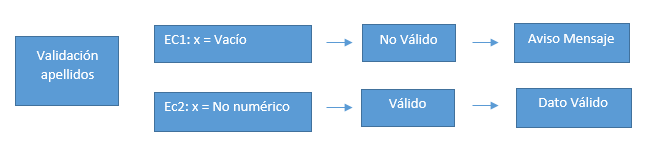 Validación
apellidos
EC1: x = Vacío
No Válido
Aviso Mensaje
Ec2: x = No numérico
Válido
Dato Válido